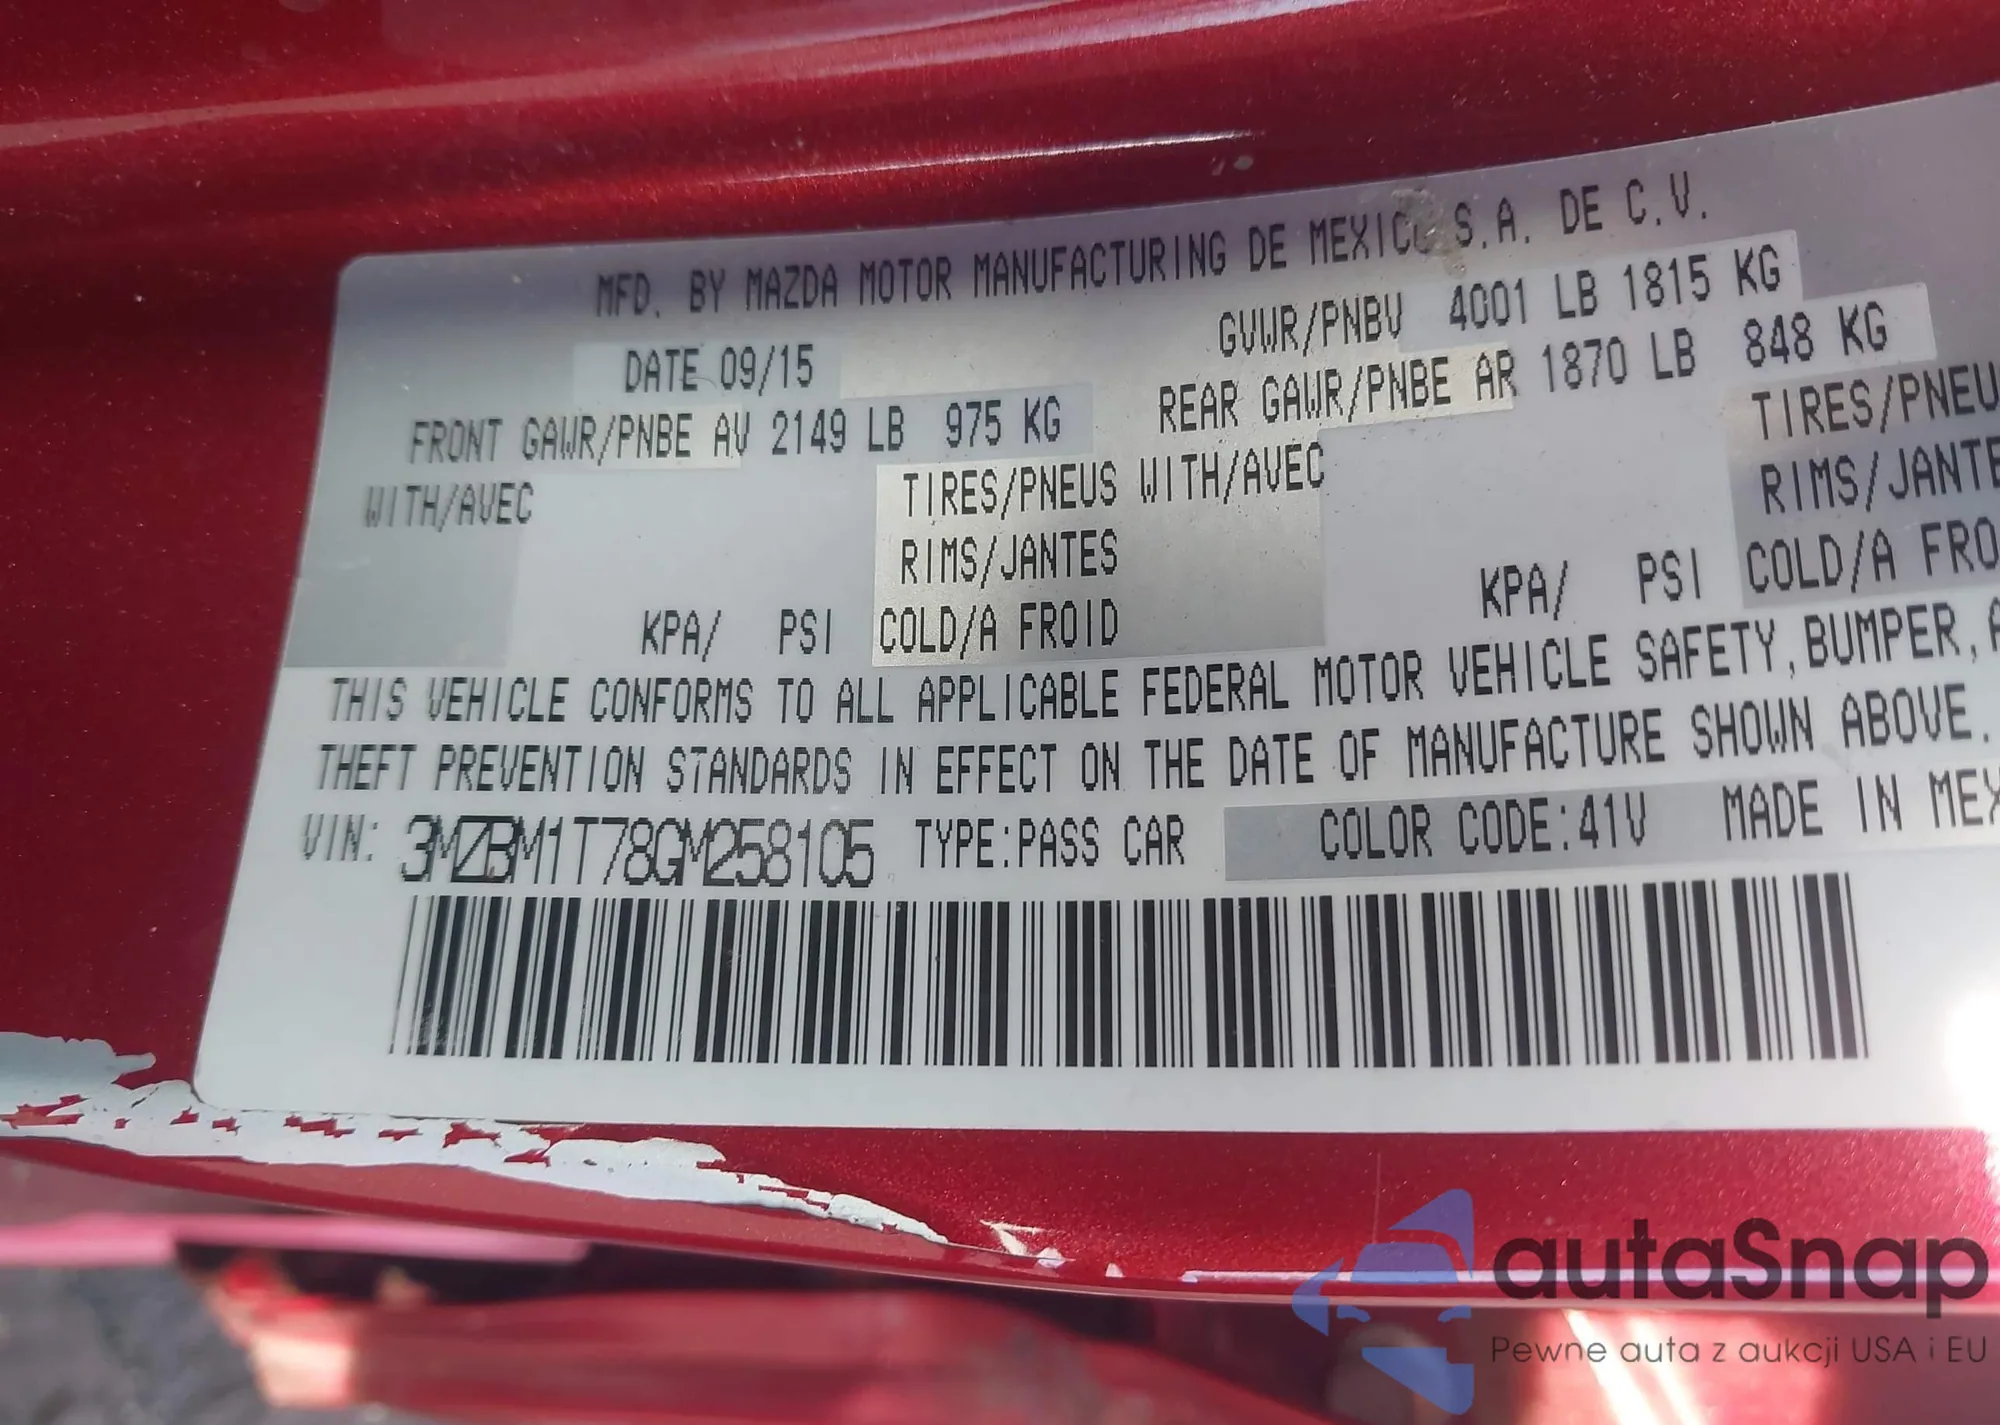 MFD. BY MAZDA MOTOR MANUFACTURING DE MEXICO S.A. DE C.V.
DATE 09/15 GVWR/PNBV 4001 LB 1815 KG
FRONT GAWR/PNBE AV 2149 LB 975 KG REAR GAWR/PNBE AR 1870 LB 848 KG
WITH/AVEC TIRES/PNEUS WITH/AVEC TIRES/PNEU
RIMS/JANTES RIMS/JANTE
KPA/ PSI COLD/A FROID KPA/ PSI COLD/A FRO
THIS VEHICLE CONFORMS TO ALL APPLICABLE FEDERAL MOTOR VEHICLE SAFETY, BUMPER, A
THEFT PREVENTION STANDARDS IN EFFECT ON THE DATE OF MANUFACTURE SHOWN ABOVE.
VIN: 3MZBM1T78GM258105 TYPE:PASS CAR COLOR CODE:41V MADE IN MEX
autaSnap
Pewne auta z aukcji USA i EU